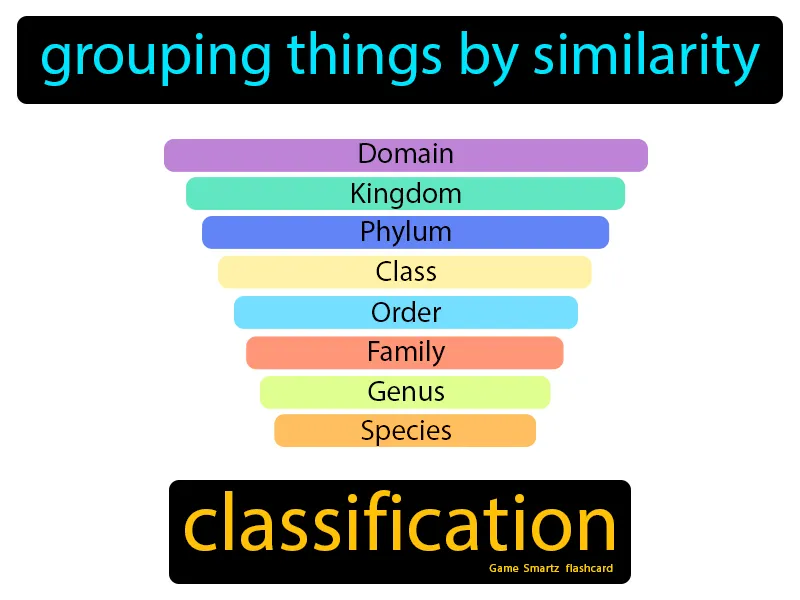 grouping things by similarity
Domain
Kingdom
Phylum
Class
Order
Family
Genus
Species
classification
Game Smartz flashcard